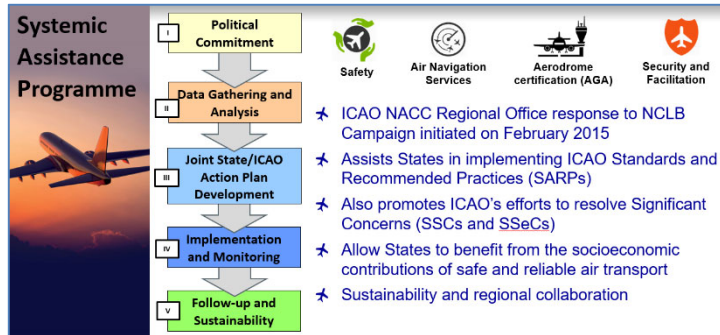 Systemic
Assistance
Programme
I
Political
Commitment
II
Data Gathering and
Analysis
III
Joint State/ICAO
Action Plan
Development
IV
Implementation
and Monitoring
V
Follow-up and
Sustainability
Safety
Air Navigation
Services
Aerodrome
certification (AGA)
Security and
Facilitation
ICAO NACC Regional Office response to NCLB
Campaign initiated on February 2015
Assists States in implementing ICAO Standards and
Recommended Practices (SARPs)
Also promotes ICAO's efforts to resolve Significant
Concerns (SSCs and SSeCs)
Allow States to benefit from the socioeconomic
contributions of safe and reliable air transport
Sustainability and regional collaboration